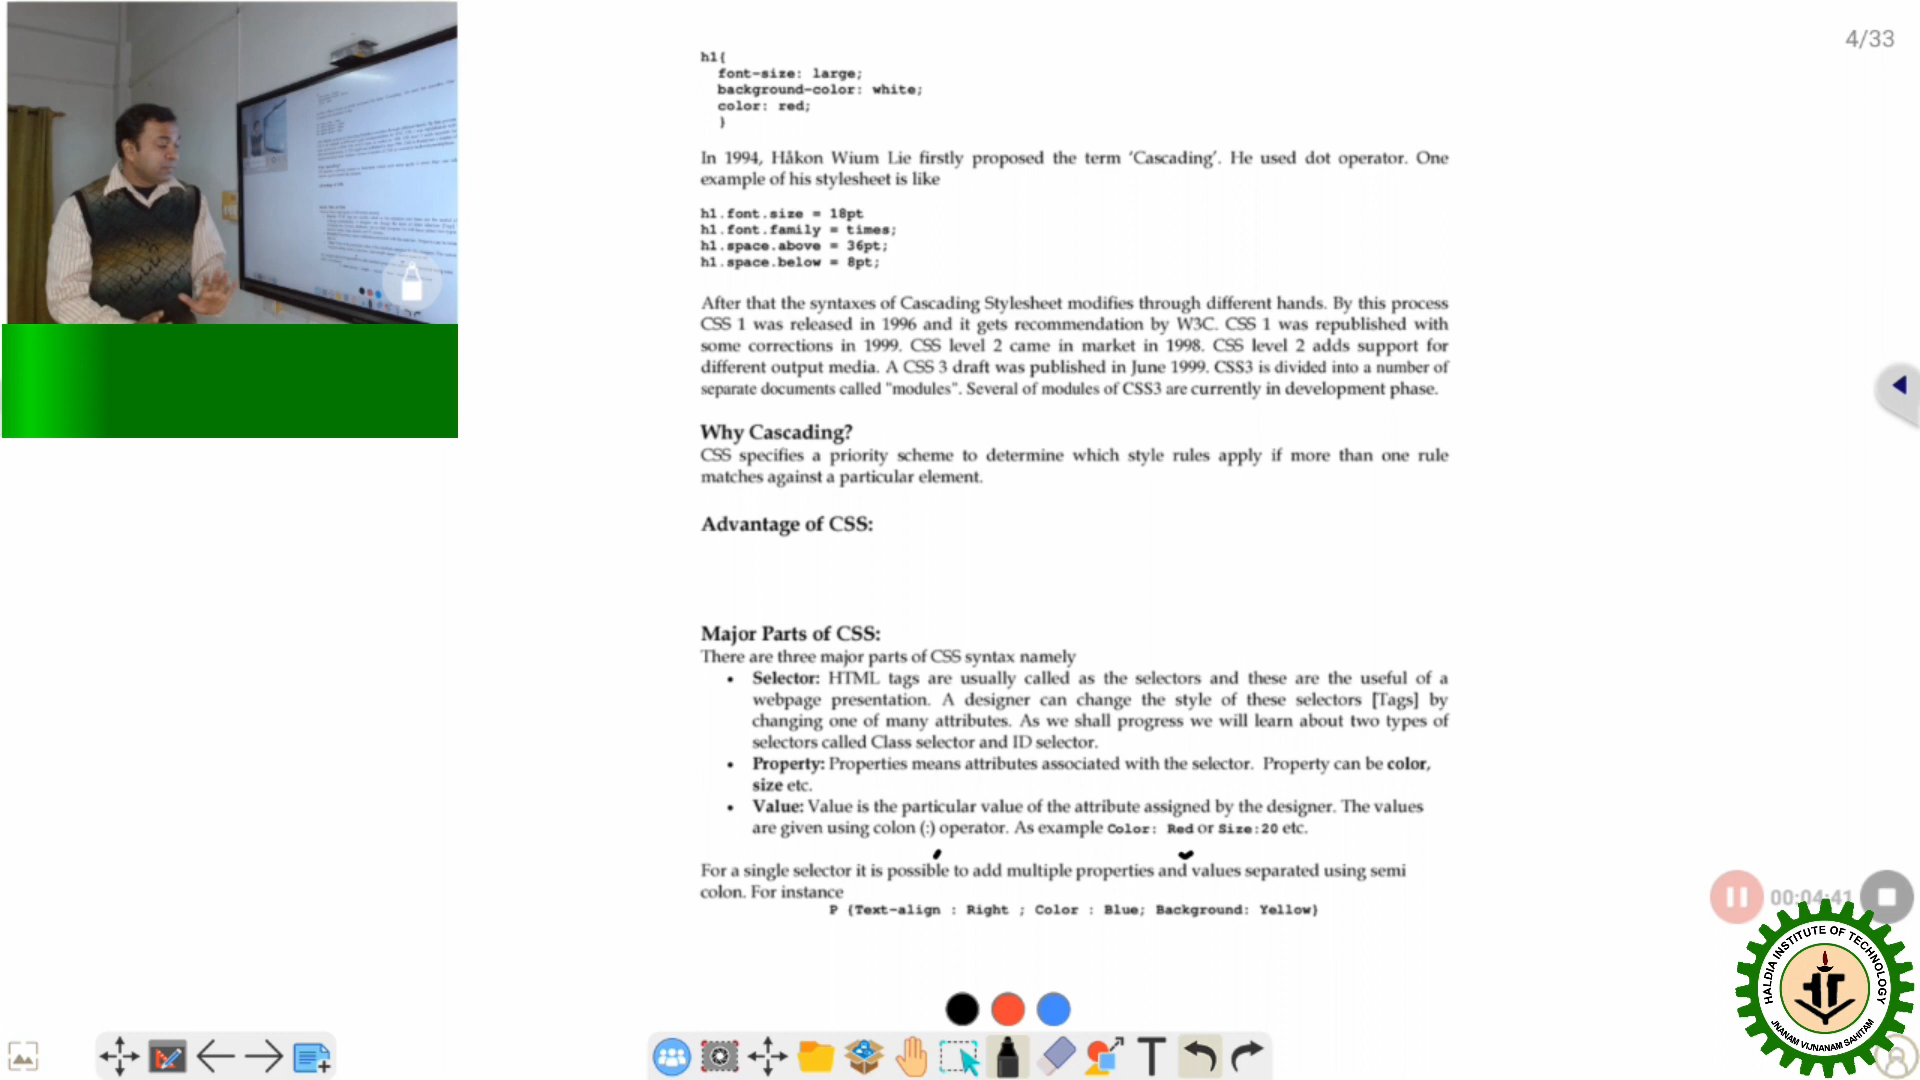 4/33
h1{
font-size: large;
background-color: white;
color: red;
}
In 1994, Håkon Wium Lie firstly proposed the term ‘Cascading’. He used dot operator. One
example of his stylesheet is like
h1.font.size = 18pt
h1.font.family = times;
h1.space.above = 36pt;
h1.space.below = 8pt;
After that the syntaxes of Cascading Stylesheet modifies through different hands. By this process
CSS 1 was released in 1996 and it gets recommendation by W3C. CSS 1 was republished with
some corrections in 1999. CSS level 2 came in market in 1998. CSS level 2 adds support for
different output media. A CSS 3 draft was published in June 1999. CSS3 is divided into a number of
separate documents called "modules". Several of modules of CSS3 are currently in development phase.
Why Cascading?
CSS specifies a priority scheme to determine which style rules apply if more than one rule
matches against a particular element.
Advantage of CSS:
Major Parts of CSS:
There are three major parts of CSS syntax namely
• Selector: HTML tags are usually called as the selectors and these are the useful of a
webpage presentation. A designer can change the style of these selectors [Tags] by
changing one of many attributes. As we shall progress we will learn about two types of
selectors called Class selector and ID selector.
• Property: Properties means attributes associated with the selector. Property can be color,
size etc.
• Value: Value is the particular value of the attribute assigned by the designer. The values
are given using colon (:) operator. As example Color: Red or Size:20 etc.
For a single selector it is possible to add multiple properties and values separated using semi
colon. For instance
P {Text-align : Right ; Color : Blue; Background: Yellow}
00:04:41
HALDIA INSTITUTE OF TECHNOLOGY
JNANAM VIJNANAM SAHITAM
T